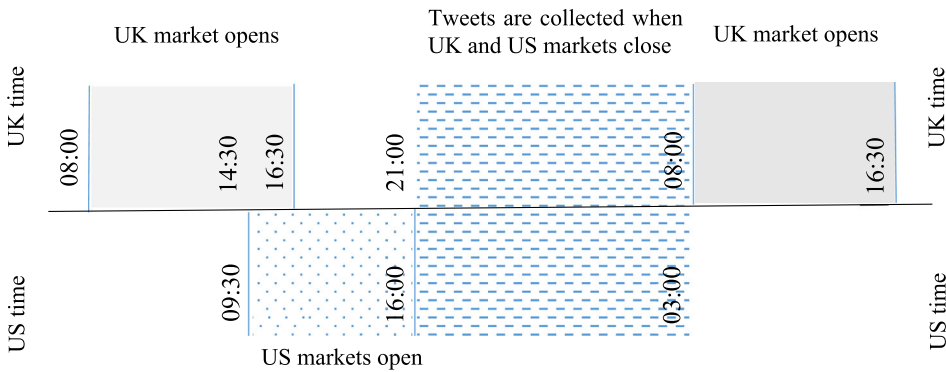 Tweets are collected when
UK and US markets close
UK market opens
UK market opens
UK time
08:00
14:30
16:30
21:00
08:00
16:30
UK time
US time
09:30
16:00
03:00
US time
US markets open